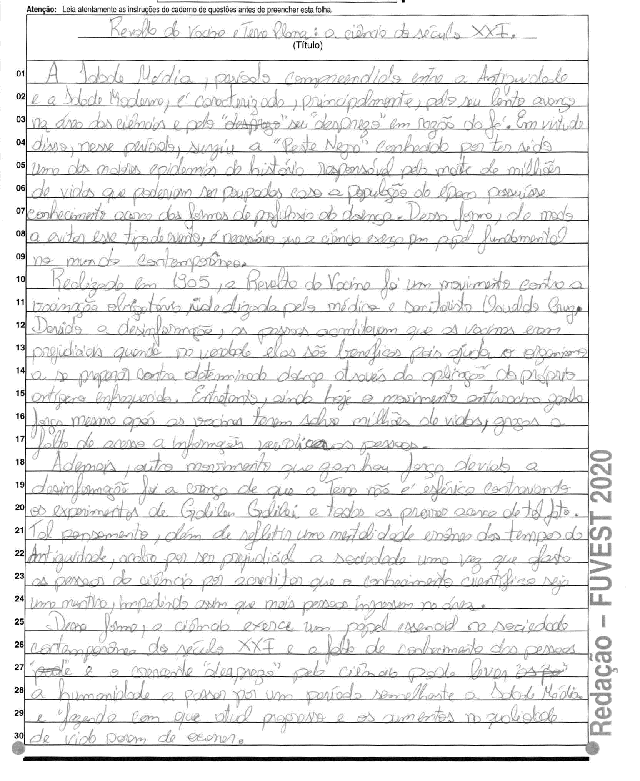 Atenção: Leia atentamente as instruções do caderno de questões antes de preencher esta folha.
Revolta da Vacina e Terra Plana: a ciência do século XXI.
(Título)
01 A Idade Média, período compreendido entre a Antiguidade
02 e a Idade Moderna, é caracterizada, principalmente, pelo seu lento avanço
03 na área das ciências e pelo "desprezo" seu "desprezo" em razão da fé. Em virtude
04 disso, nesse período, surgiu a "Peste Negra" conhecida por ter sido
05 uma das maiores epidemias da história responsável pela morte de milhões
06 de vidas que poderiam ser poupadas caso a população da época possuísse
07 conhecimento acerca das formas de profilaxia da doença. Dessa forma, de modo
08 a evitar esse tipo de evento, é necessário que a ciência exerça um papel fundamental
09 no mundo contemporâneo.
10 Realizada em 1905, a Revolta da Vacina foi um movimento contra a
11 vacinação obrigatória idealizada pelo médico e sanitarista Oswaldo Cruz.
12 Devido a desinformação, as pessoas acreditavam que as vacinas eram
13 prejudiciais quando na verdade elas são benéficas pois ajuda o organismo
14 a se preparar contra determinada doença através da aplicação do próprio
15 antígeno enfraquecido. Entretanto, ainda hoje o movimento antivacina ganha
16 força mesmo após as vacinas terem salvo milhões de vidas, graças a
17 falta de acesso a informação as pessoas.
18 Ademais, outro movimento que ganhou força devido a
19 desinformação foi a crença de que a Terra não é esférica contrariando
20 os experimentos de Galileu Galilei e todas as provas acerca de tal fato.
21 Tal pensamento, além de refletir uma mentalidade errônea dos tempos da
22 Antiguidade, acaba por ser prejudicial a sociedade uma vez que afasta
23 as pessoas da ciência por acreditar que o conhecimento científico seja
24 uma mentira, impedindo assim que mais pessoas ingressem na área.
25 Dessa forma, a ciência exerce um papel essencial na sociedade
26 contemporânea do século XXI e a falta de conhecimento das pessoas
27 e o "desprezo" pela ciência pode levar
28 a humanidade a passar por um período semelhante a Idade Média
29 e fazendo com que atual progresso e os aumentos na qualidade
30 de vida parem de ocorrer.
Redação – FUVEST 2020